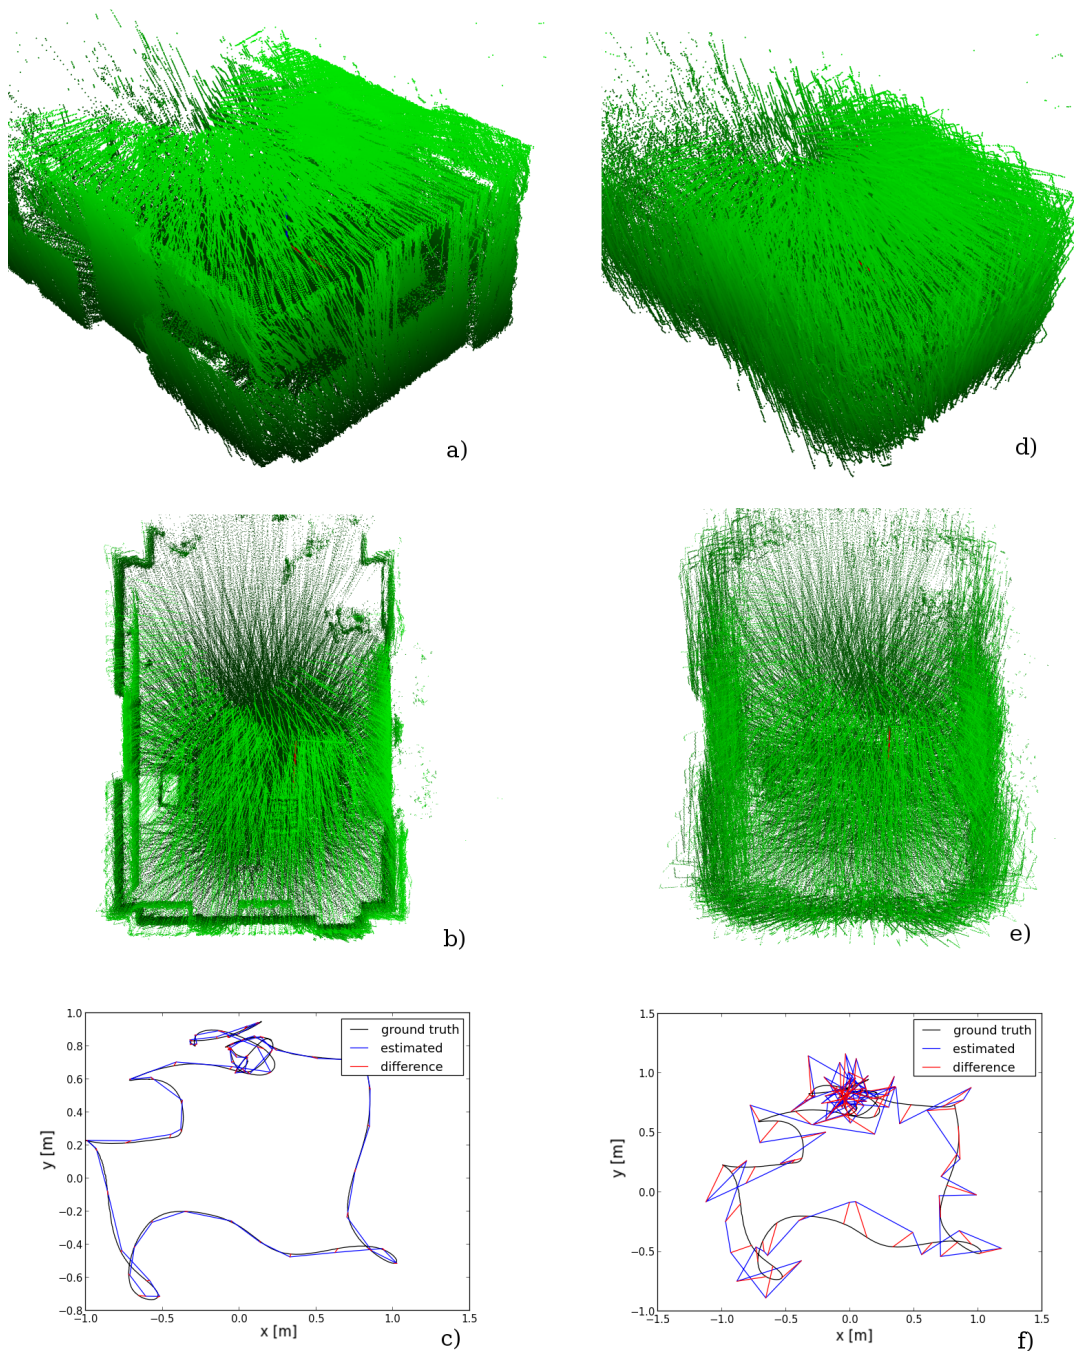 a)
d)
b)
e)
1.0
0.8
0.6
0.4
0.2
0.0
−0.2
−0.4
−0.6
−0.8
−1.0
−0.5
0.0
0.5
1.0
1.5
y [m]
x [m]
ground truth
estimated
difference
c)
1.5
1.0
0.5
0.0
−0.5
−1.0
−1.5
−1.0
−0.5
0.0
0.5
1.0
1.5
y [m]
x [m]
ground truth
estimated
difference
f)